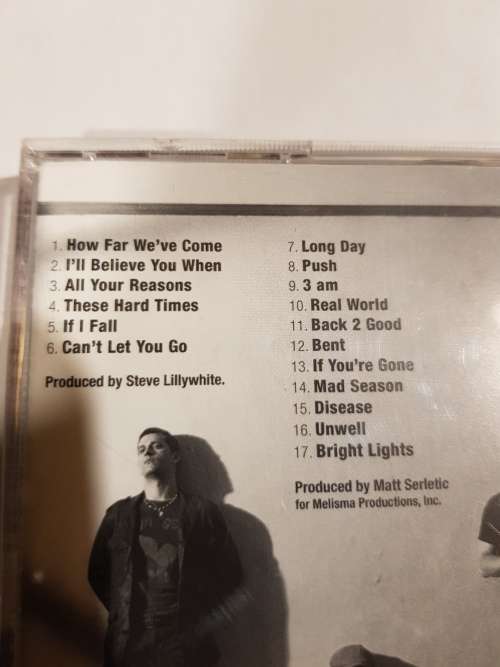 1. How Far We've Come
2. I'll Believe You When
3. All Your Reasons
4. These Hard Times
5. If I Fall
6. Can't Let You Go
Produced by Steve Lillywhite.
7. Long Day
8. Push
9. 3 am
10. Real World
11. Back 2 Good
12. Bent
13. If You're Gone
14. Mad Season
15. Disease
16. Unwell
17. Bright Lights
Produced by Matt Serletic
for Melisma Productions, Inc.